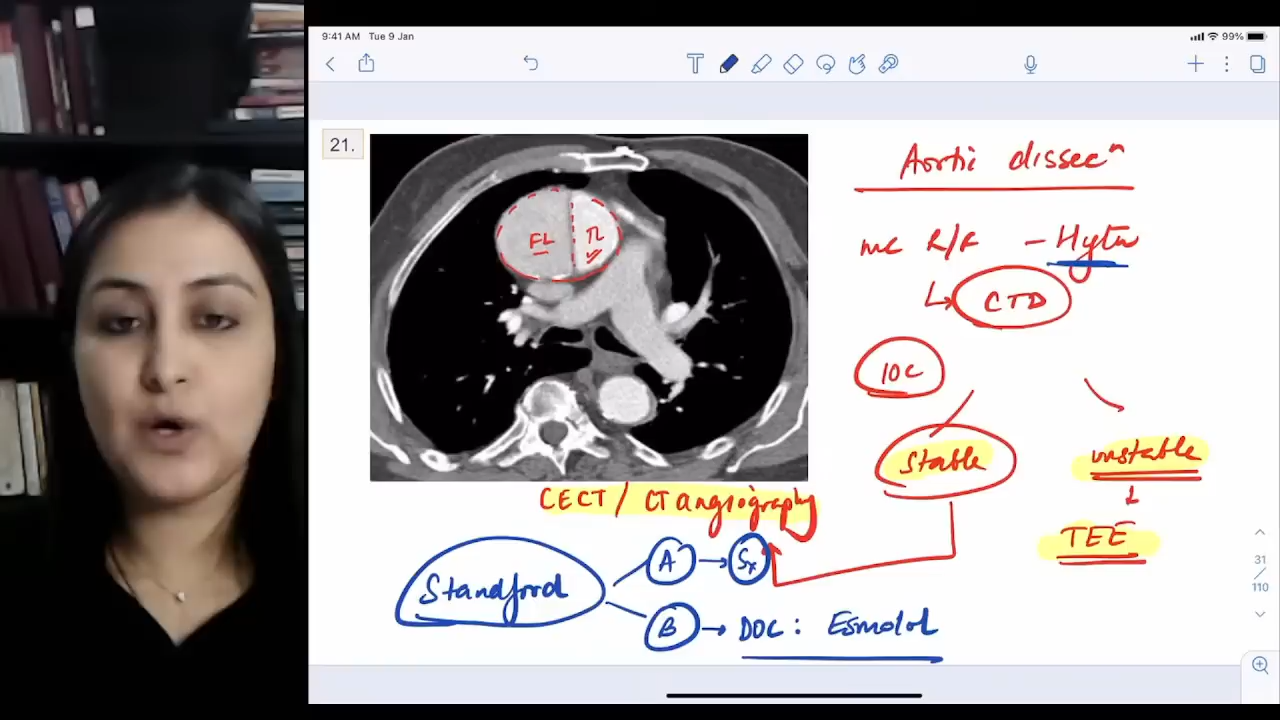 9:41 AM Tue 9 Jan
99%
21.
Aortic dissecⁿ
FL
TL
mc R/F - Hyten
CTD
IOC
Stable
unstable
CECT / CT angiography
TEE
Standford
A → Sx
B → DOC: Esmolol
31
110